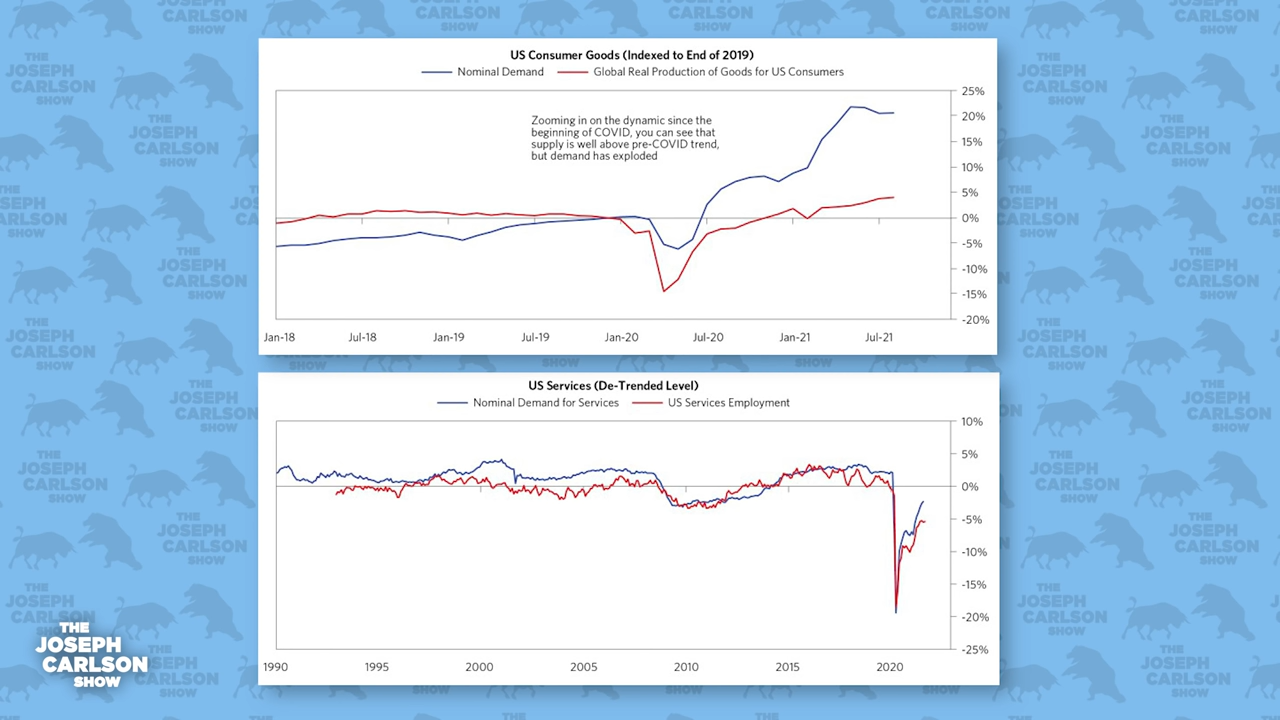 US Consumer Goods (Indexed to End of 2019)
Nominal Demand
Global Real Production of Goods for US Consumers
Zooming in on the dynamic since the
beginning of COVID, you can see that
supply is well above pre-COVID trend,
but demand has exploded
25%
20%
15%
10%
5%
0%
-5%
-10%
-15%
-20%
Jan-18
Jul-18
Jan-19
Jul-19
Jan-20
Jul-20
Jan-21
Jul-21
US Services (De-Trended Level)
Nominal Demand for Services
US Services Employment
10%
5%
0%
-5%
-10%
-15%
-20%
-25%
1990
1995
2000
2005
2010
2015
2020
THE
JOSEPH
CARLSON
SHOW